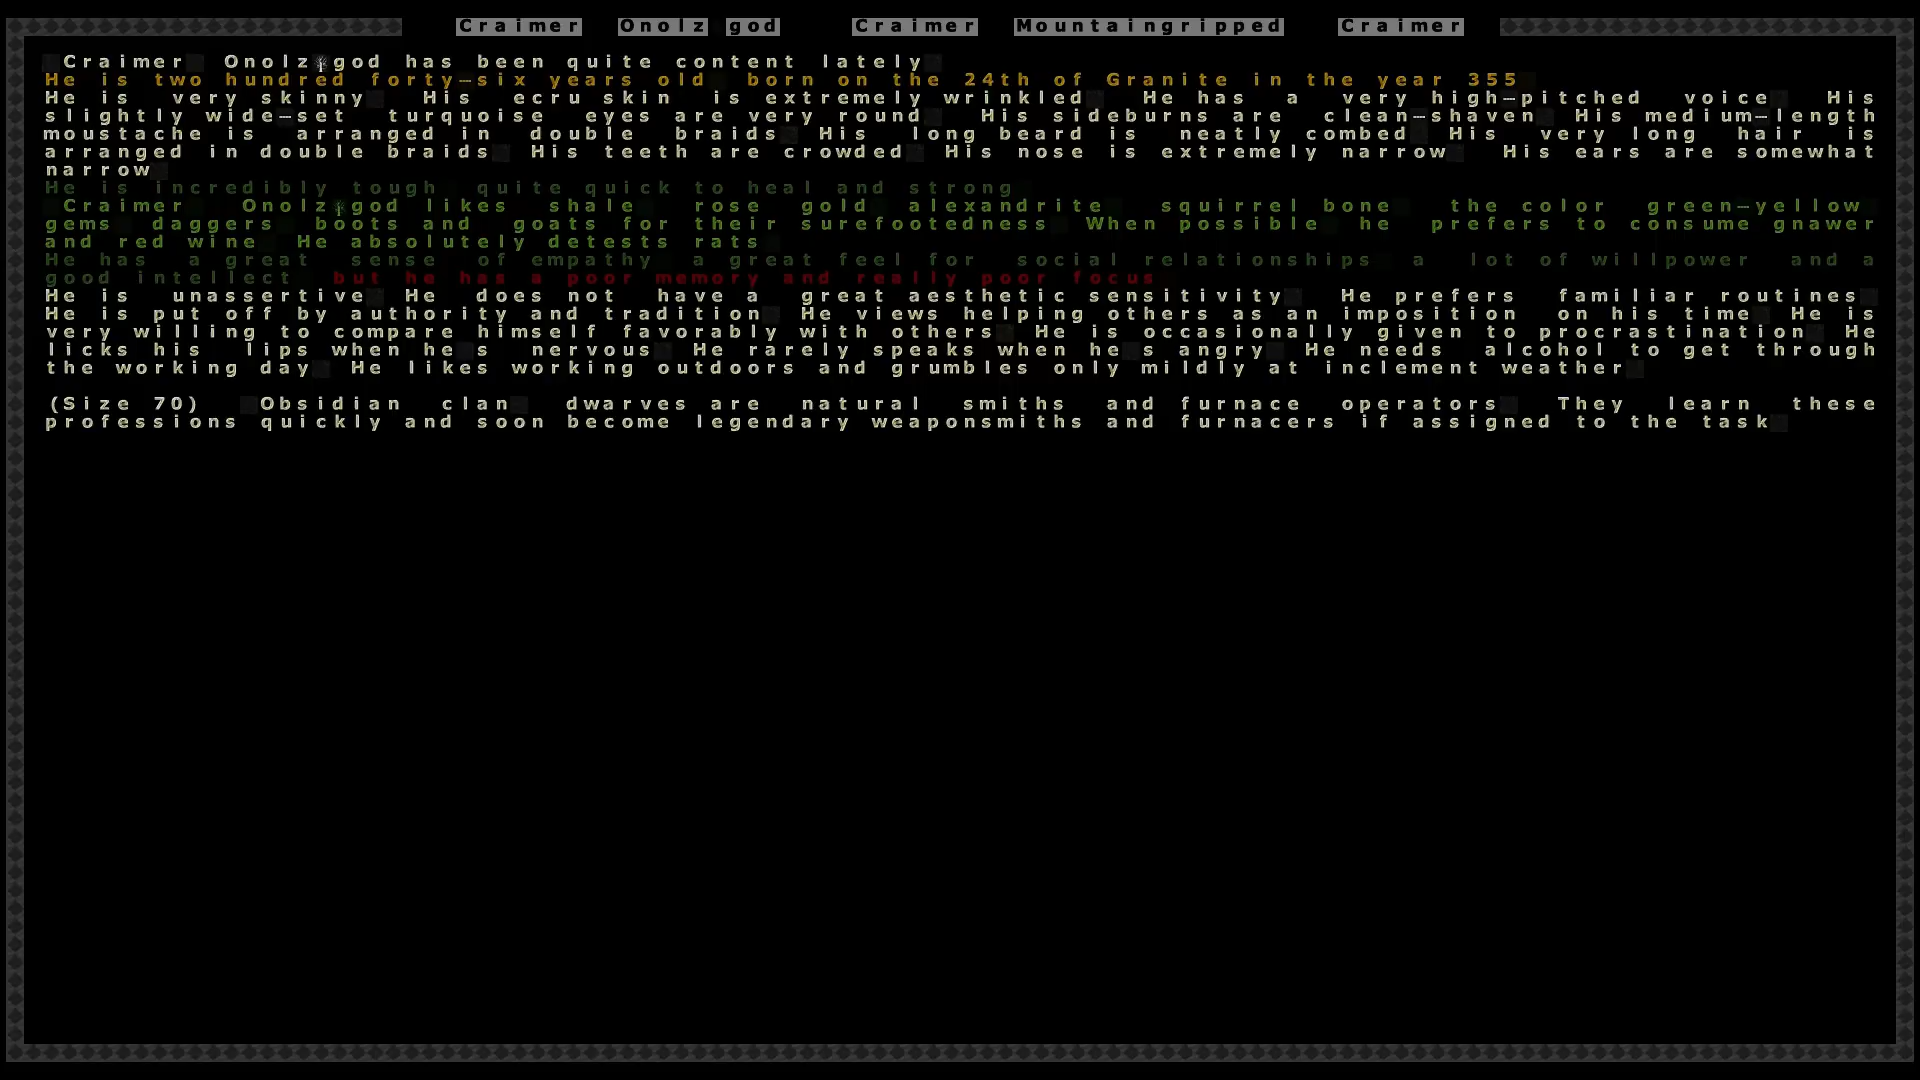 Craimer Onolz god Craimer Mountaingripped Craimer
Craimer Onolz god has been quite content lately
He is two hundred forty-six years old born on the 24th of Granite in the year 355
He is very skinny His ecru skin is extremely wrinkled He has a very high-pitched voice His
slightly wide-set turquoise eyes are very round His sideburns are clean-shaven His medium-length
moustache is arranged in double braids His long beard is neatly combed His very long hair is
arranged in double braids His teeth are crowded His nose is extremely narrow His ears are somewhat
narrow
He is incredibly tough quite quick to heal and strong
Craimer Onolz god likes shale rose gold alexandrite squirrel bone the color green-yellow
gems daggers boots and goats for their surefootedness When possible he prefers to consume gnawer
and red wine He absolutely detests rats
He has a great sense of empathy a great feel for social relationships a lot of willpower and a
good intellect but he has a poor memory and really poor focus
He is unassertive He does not have a great aesthetic sensitivity He prefers familiar routines
He is put off by authority and tradition He views helping others as an imposition on his time He is
very willing to compare himself favorably with others He is occasionally given to procrastination He
licks his lips when he s nervous He rarely speaks when he s angry He needs alcohol to get through
the working day He likes working outdoors and grumbles only mildly at inclement weather
(Size 70) Obsidian clan dwarves are natural smiths and furnace operators They learn these
professions quickly and soon become legendary weaponsmiths and furnacers if assigned to the task